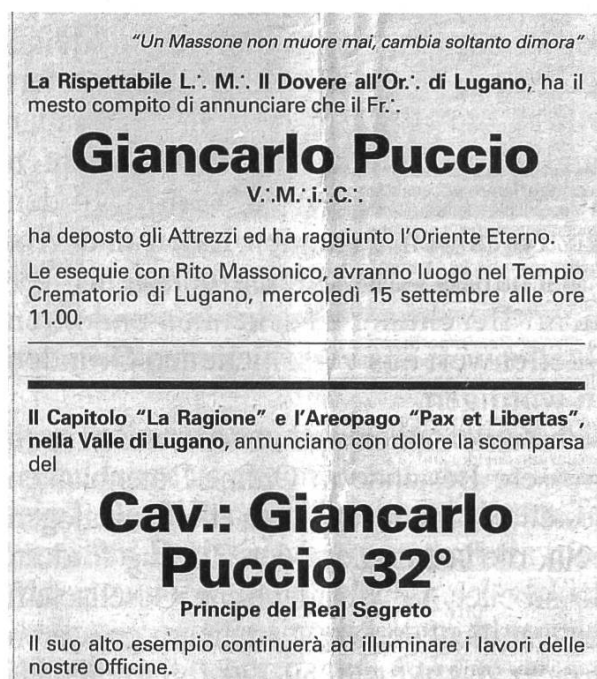 "Un Massone non muore mai, cambia soltanto dimora"
La Rispettabile L∴ M∴ Il Dovere all'Or∴ di Lugano, ha il
mesto compito di annunciare che il Fr∴
Giancarlo Puccio
V∴M∴i∴C∴
ha deposto gli Attrezzi ed ha raggiunto l'Oriente Eterno.
Le esequie con Rito Massonico, avranno luogo nel Tempio
Crematorio di Lugano, mercoledì 15 settembre alle ore
11.00.
Il Capitolo "La Ragione" e l'Areopago "Pax et Libertas",
nella Valle di Lugano, annunciano con dolore la scomparsa
del
Cav.: Giancarlo
Puccio 32°
Principe del Real Segreto
Il suo alto esempio continuerà ad illuminare i lavori delle
nostre Officine.